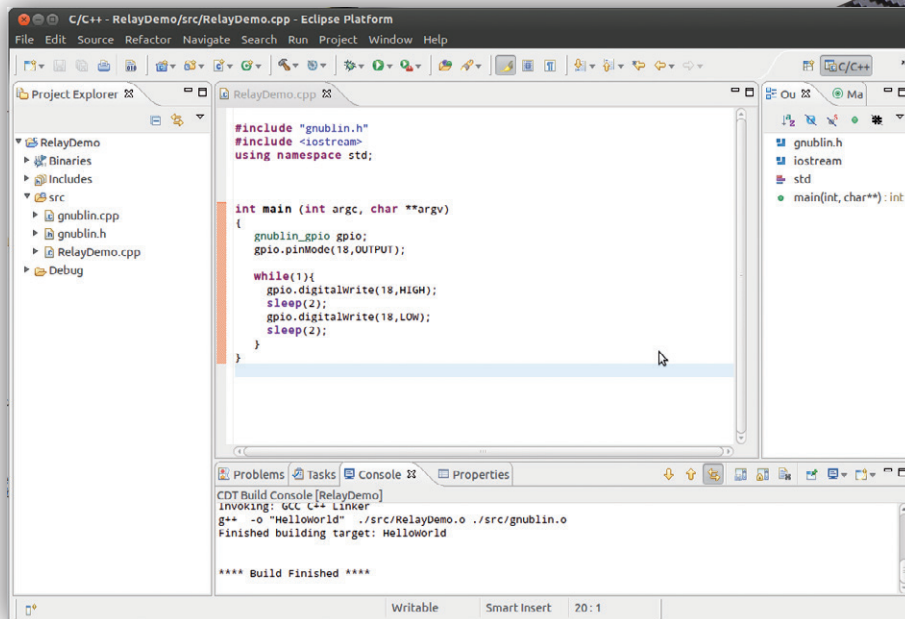 C/C++ - RelayDemo/src/RelayDemo.cpp - Eclipse Platform
File Edit Source Refactor Navigate Search Run Project Window Help
C/C++
Project Explorer
RelayDemo
Binaries
Includes
src
gnublin.cpp
gnublin.h
RelayDemo.cpp
Debug
RelayDemo.cpp
#include "gnublin.h"
#include <iostream>
using namespace std;
int main (int argc, char **argv)
{
gnublin_gpio gpio;
gpio.pinMode(18,OUTPUT);
while(1){
gpio.digitalWrite(18,HIGH);
sleep(2);
gpio.digitalWrite(18,LOW);
sleep(2);
}
}
Ou Ma
gnublin.h
iostream
std
main(int, char**) : int
Problems Tasks Console Properties
CDT Build Console [RelayDemo]
Invoking: GCC C++ Linker
g++ -o "HelloWorld" ./src/RelayDemo.o ./src/gnublin.o
Finished building target: HelloWorld
**** Build Finished ****
Writable Smart Insert 20 : 1